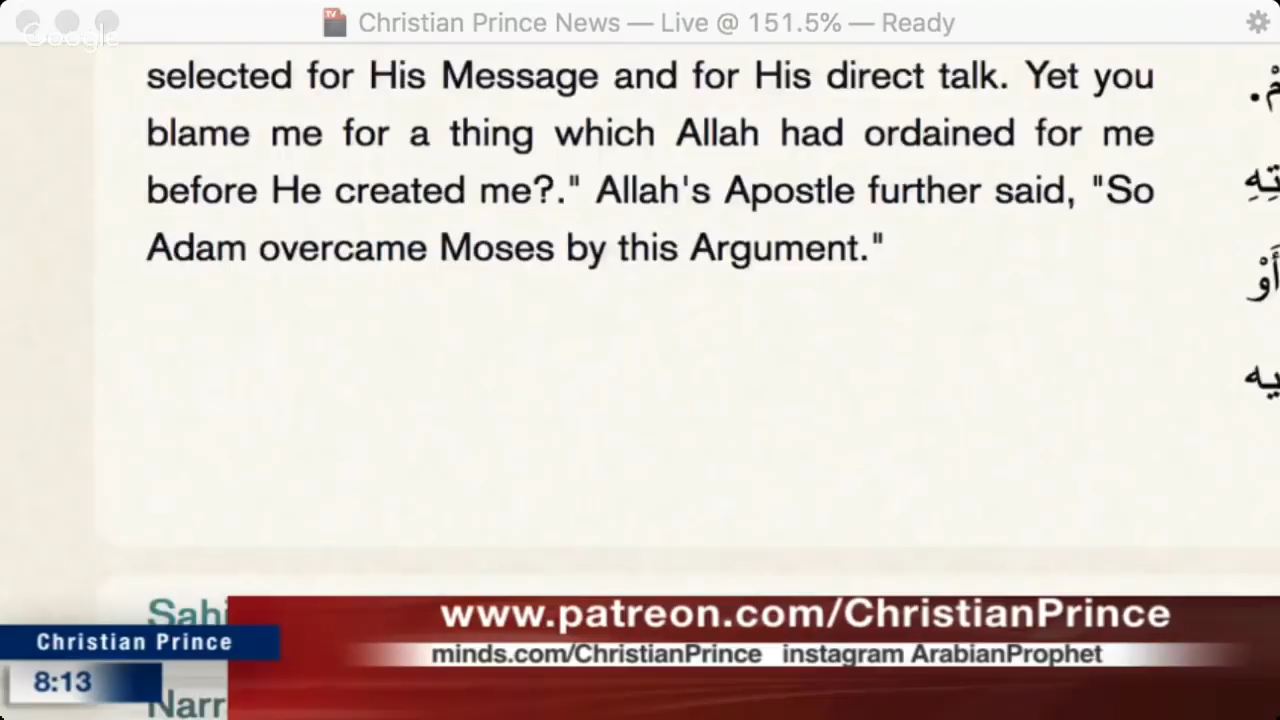 Christian Prince News — Live @ 151.5% — Ready
Google
selected for His Message and for His direct talk. Yet you
blame me for a thing which Allah had ordained for me
before He created me?." Allah's Apostle further said, "So
Adam overcame Moses by this Argument."
أَوْ
www.patreon.com/ChristianPrince
Christian Prince
minds.com/ChristianPrince instagram ArabianProphet
8:13